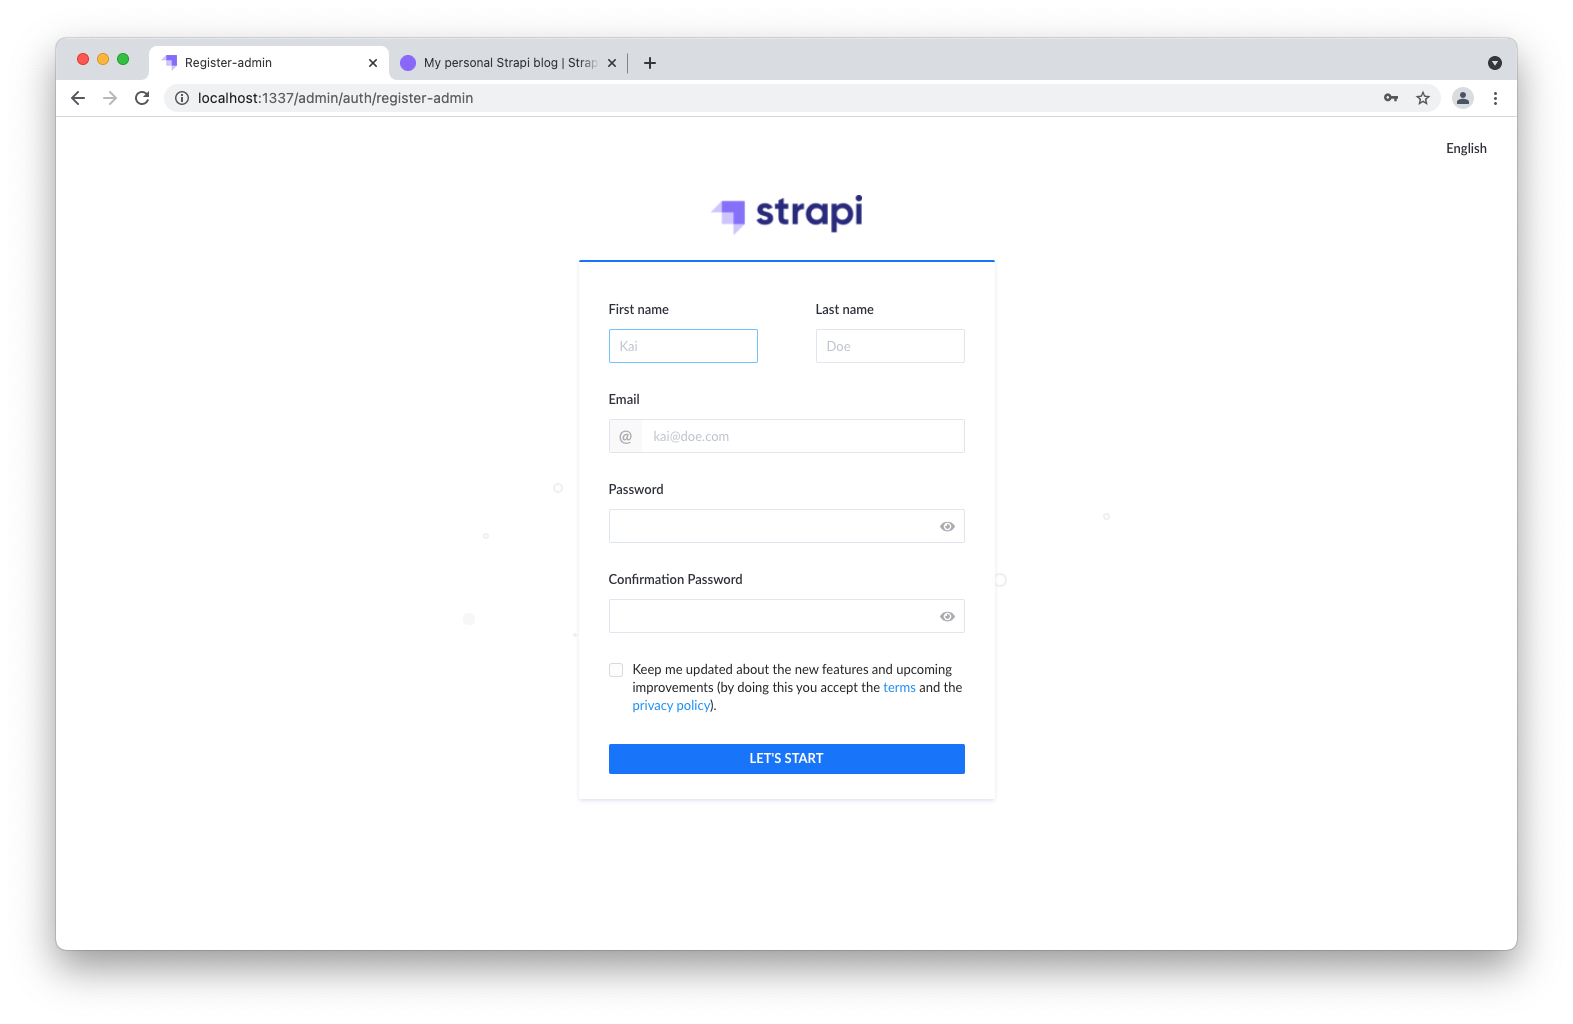 Register-admin
My personal Strapi blog | Strap
localhost:1337/admin/auth/register-admin
English
strapi
First name
Last name
Kai
Doe
Email
@ kai@doe.com
Password
Confirmation Password
Keep me updated about the new features and upcoming
improvements (by doing this you accept the terms and the
privacy policy).
LET'S START